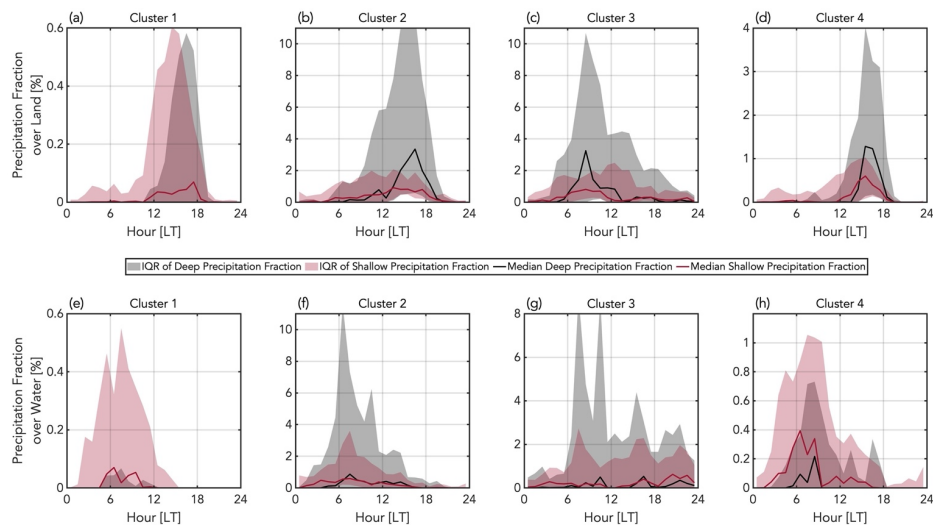 (a) Cluster 1
(b) Cluster 2
(c) Cluster 3
(d) Cluster 4
Precipitation Fraction
over Land [%]
0.6
0.4
0.2
0
0 6 12 18 24
Hour [LT]
10
8
6
4
2
0
0 6 12 18 24
Hour [LT]
10
8
6
4
2
0
0 6 12 18 24
Hour [LT]
4
3
2
1
0
0 6 12 18 24
Hour [LT]
IQR of Deep Precipitation Fraction IQR of Shallow Precipitation Fraction Median Deep Precipitation Fraction Median Shallow Precipitation Fraction
(e) Cluster 1
(f) Cluster 2
(g) Cluster 3
(h) Cluster 4
Precipitation Fraction
over Water [%]
0.6
0.4
0.2
0
0 6 12 18 24
Hour [LT]
10
8
6
4
2
0
0 6 12 18 24
Hour [LT]
8
6
4
2
0
0 6 12 18 24
Hour [LT]
1.2
1
0.8
0.6
0.4
0.2
0
0 6 12 18 24
Hour [LT]